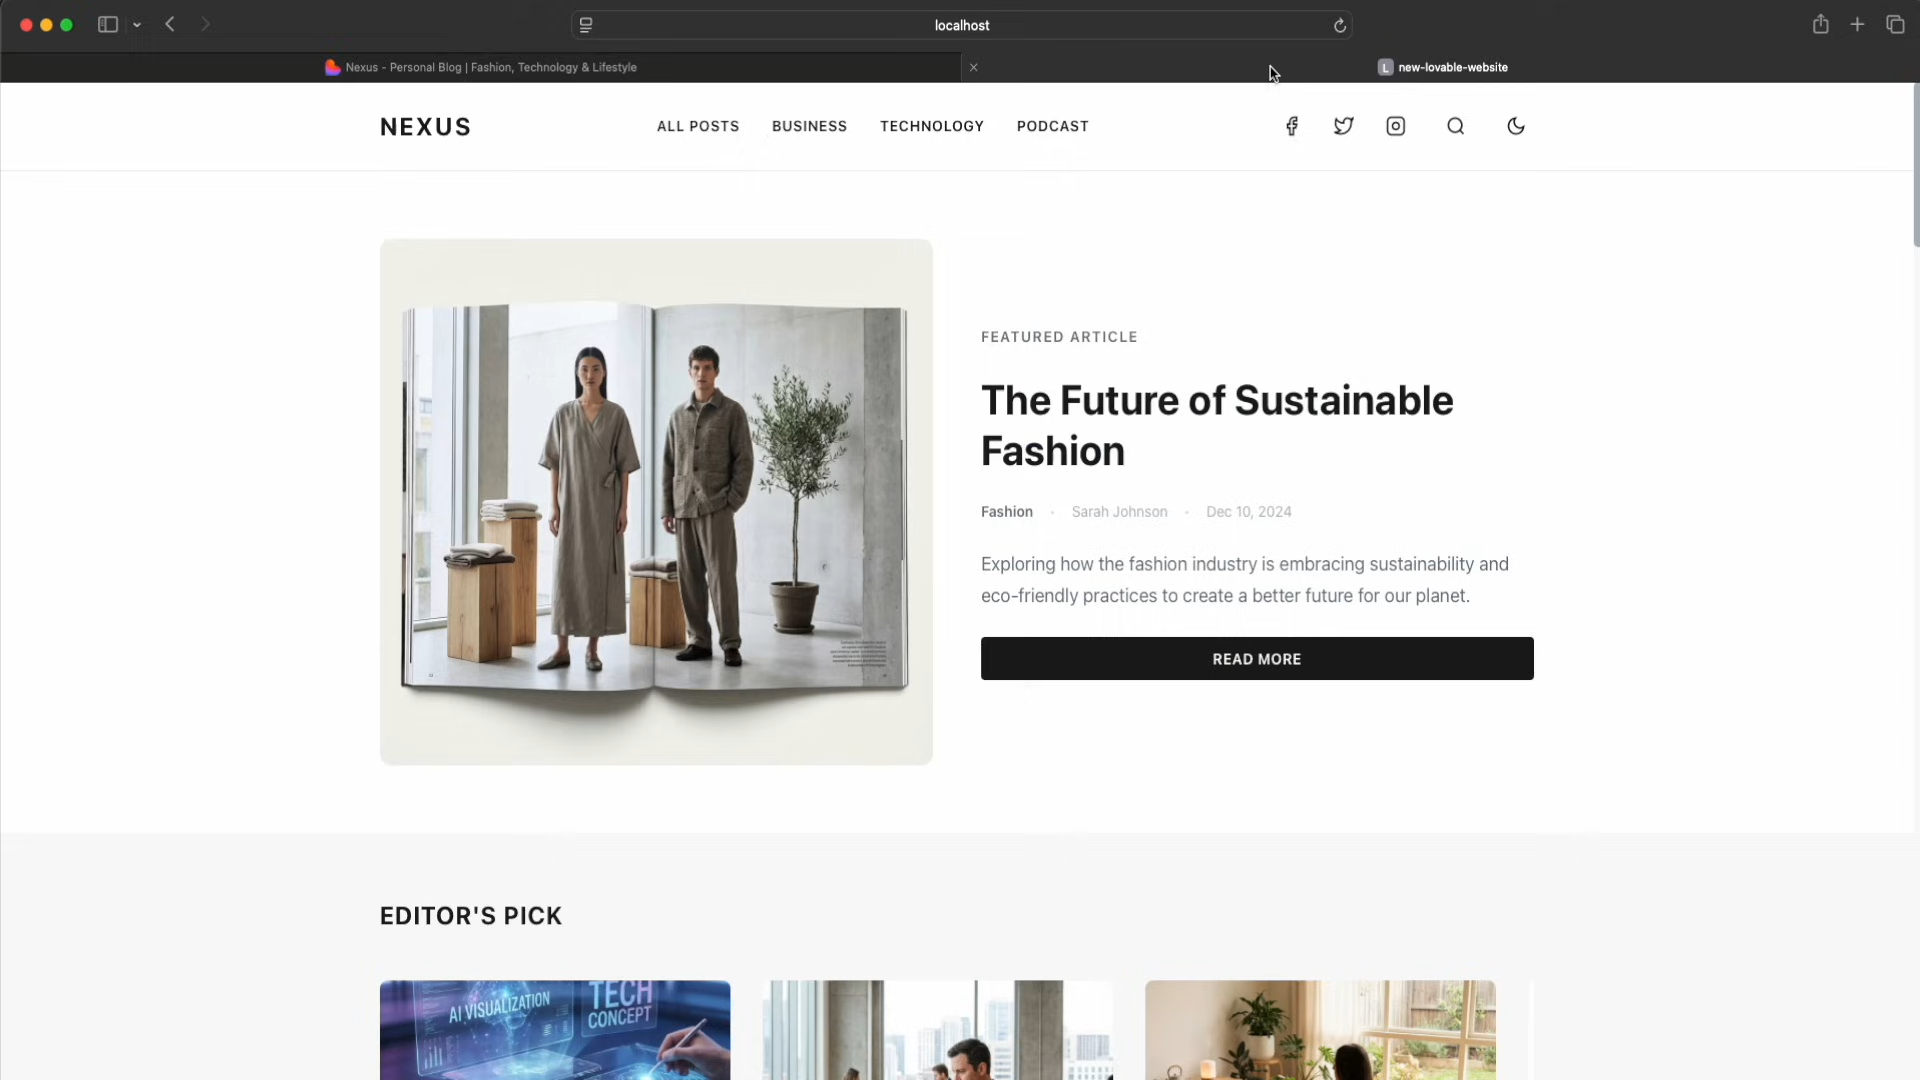 localhost
Nexus - Personal Blog | Fashion, Technology & Lifestyle
L new-lovable-website
NEXUS
ALL POSTS BUSINESS TECHNOLOGY PODCAST
FEATURED ARTICLE
The Future of Sustainable
Fashion
Fashion • Sarah Johnson • Dec 10, 2024
Exploring how the fashion industry is embracing sustainability and
eco-friendly practices to create a better future for our planet.
READ MORE
EDITOR'S PICK
AI VISUALIZATION
TECH
CONCEPT